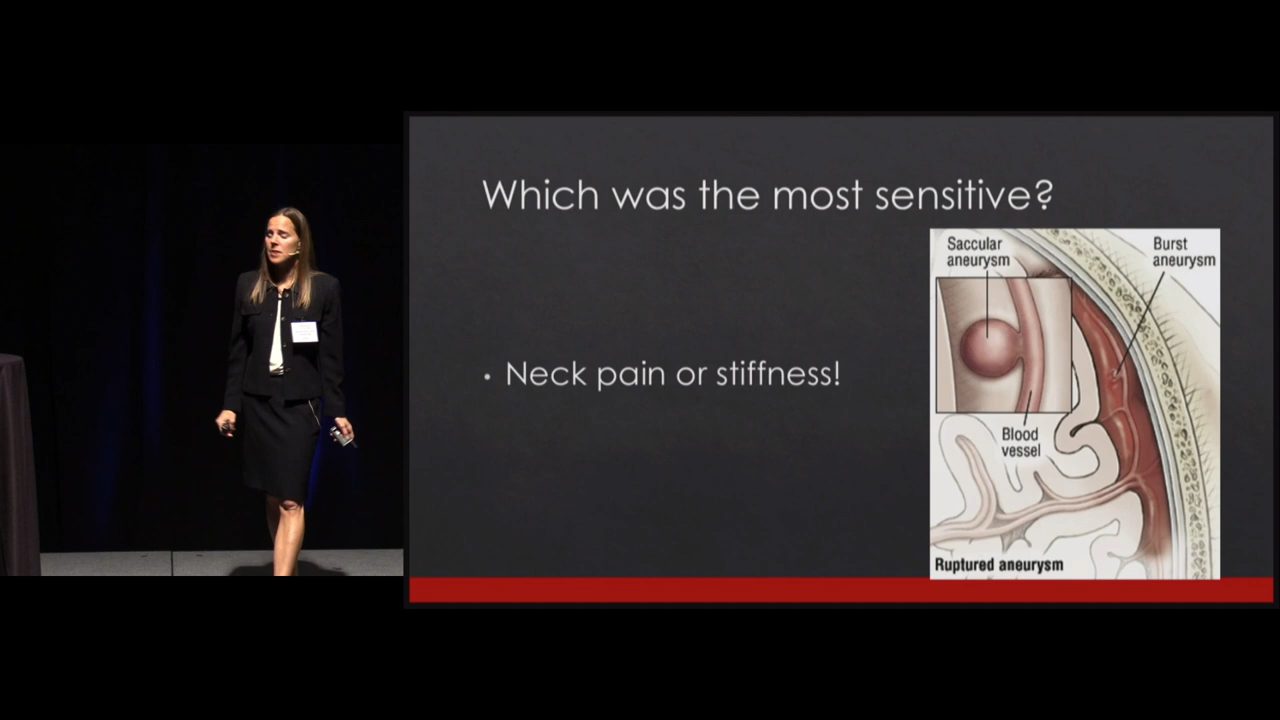 Which was the most sensitive?
• Neck pain or stiffness!
Saccular
aneurysm
Burst
aneurysm
Blood
vessel
Ruptured aneurysm